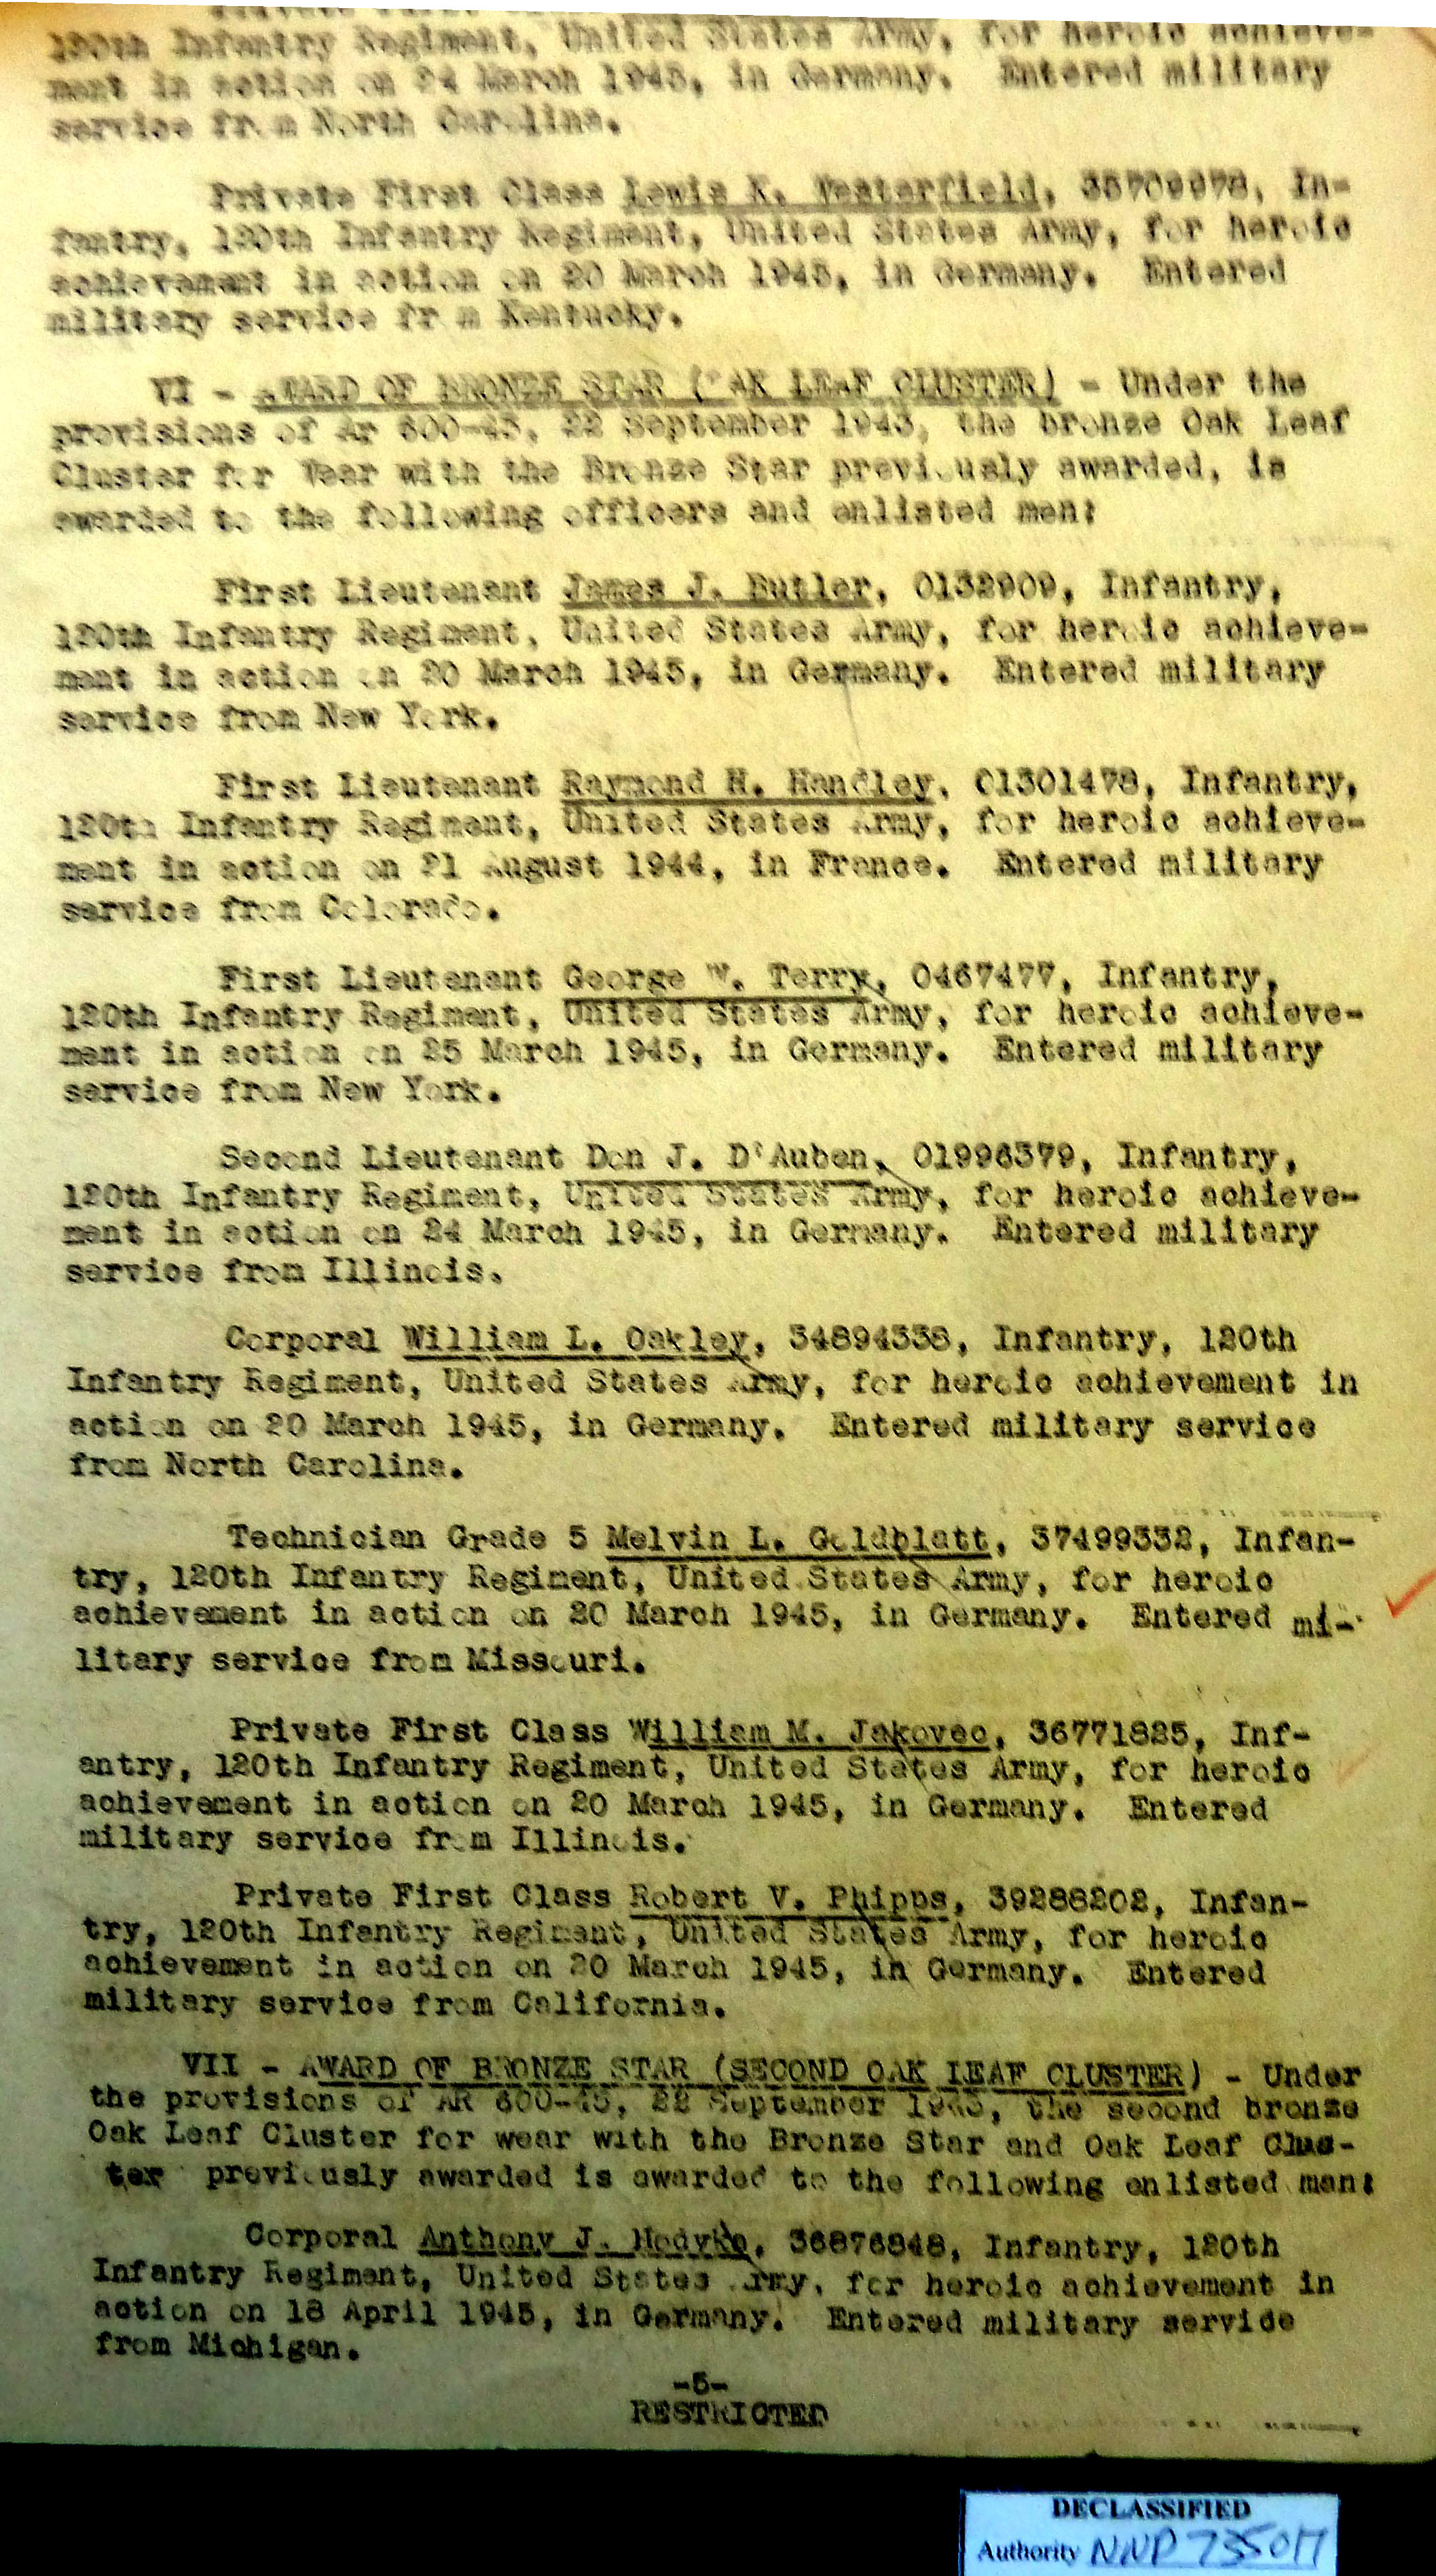 120th Infantry Regiment, United States Army, for heroic achieve-
ment in action on 24 March 1945, in Germany. Entered military
service from North Carolina.
Private First Class Lewis K. Westerfield, 35709978, In-
fantry, 120th Infantry Regiment, United States Army, for heroic
achievement in action on 20 March 1945, in Germany. Entered
military service from Kentucky.
VI - AWARD OF BRONZE STAR (OAK LEAF CLUSTER) - Under the
provisions of Ar 600-45, 22 September 1943, the bronze Oak Leaf
Cluster for Wear with the Bronze Star previously awarded, is
awarded to the following officers and enlisted men:
First Lieutenant James J. Butler, 0132909, Infantry,
120th Infantry Regiment, United States Army, for heroic achieve-
ment in action on 20 March 1945, in Germany. Entered military
service from New York.
First Lieutenant Raymond H. Handley, 01301478, Infantry,
120th Infantry Regiment, United States Army, for heroic achieve-
ment in action on 21 August 1944, in France. Entered military
service from Colorado.
First Lieutenant George W. Terry, 0467477, Infantry,
120th Infantry Regiment, United States Army, for heroic achieve-
ment in action on 25 March 1945, in Germany. Entered military
service from New York.
Second Lieutenant Don J. D'Auben, 01996379, Infantry,
120th Infantry Regiment, United States Army, for heroic achieve-
ment in action on 24 March 1945, in Germany. Entered military
service from Illinois.
Corporal William L. Oakley, 34894338, Infantry, 120th
Infantry Regiment, United States Army, for heroic achievement in
action on 20 March 1945, in Germany. Entered military service
from North Carolina.
Technician Grade 5 Melvin L. Goldblatt, 37499332, Infan-
try, 120th Infantry Regiment, United States Army, for heroic
achievement in action on 20 March 1945, in Germany. Entered mi-
litary service from Missouri.
Private First Class William M. Jakovec, 36771825, Inf-
antry, 120th Infantry Regiment, United States Army, for heroic
achievement in action on 20 March 1945, in Germany. Entered
military service from Illinois.
Private First Class Robert V. Phipps, 39286202, Infan-
try, 120th Infantry Regiment, United States Army, for heroic
achievement in action on 20 March 1945, in Germany. Entered
military service from California.
VII - AWARD OF BRONZE STAR (SECOND OAK LEAF CLUSTER) - Under
the provisions of AR 600-45, 22 September 1943, the second bronze
Oak Leaf Cluster for wear with the Bronze Star and Oak Leaf Clus-
ter previously awarded is awarded to the following enlisted man:
Corporal Anthony J. 36876848, Infantry, 120th
Infantry Regiment, United States Army, for heroic achievement in
action on 18 April 1945, in Germany. Entered military service
from Michigan.
-5-
RESTRICTED
DECLASSIFIED
Authority NND 735017